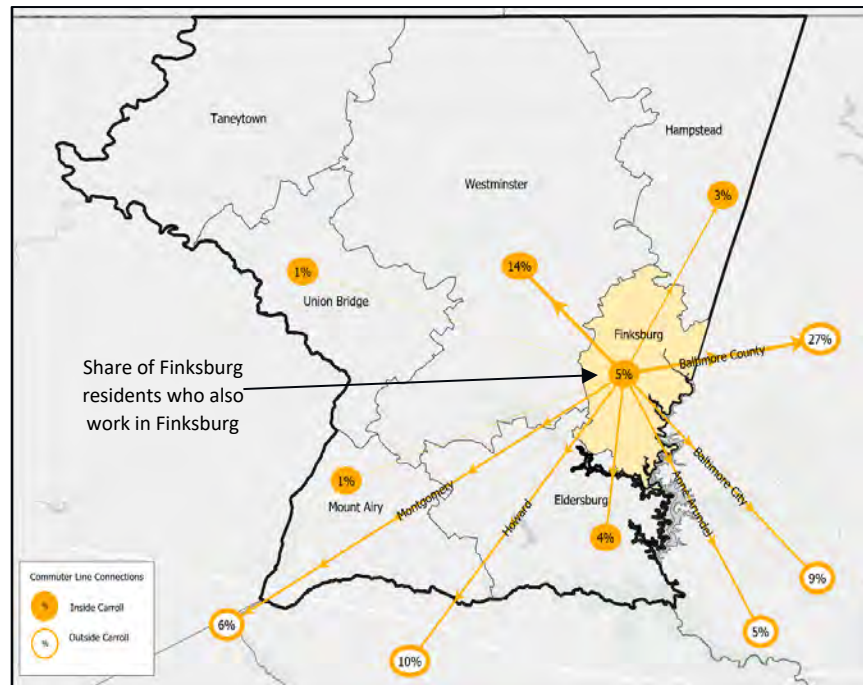 Taneytown
Hampstead
Westminster
3%
14%
1%
Union Bridge
Finksburg
27%
Baltimore County
Share of Finksburg
residents who also
work in Finksburg
5%
1%
Mount Airy
Montgomery
Howard
Eldersburg
4%
Baltimore City
Anne Arundel
9%
5%
6%
10%
Commuter Line Connections
% Inside Carroll
% Outside Carroll